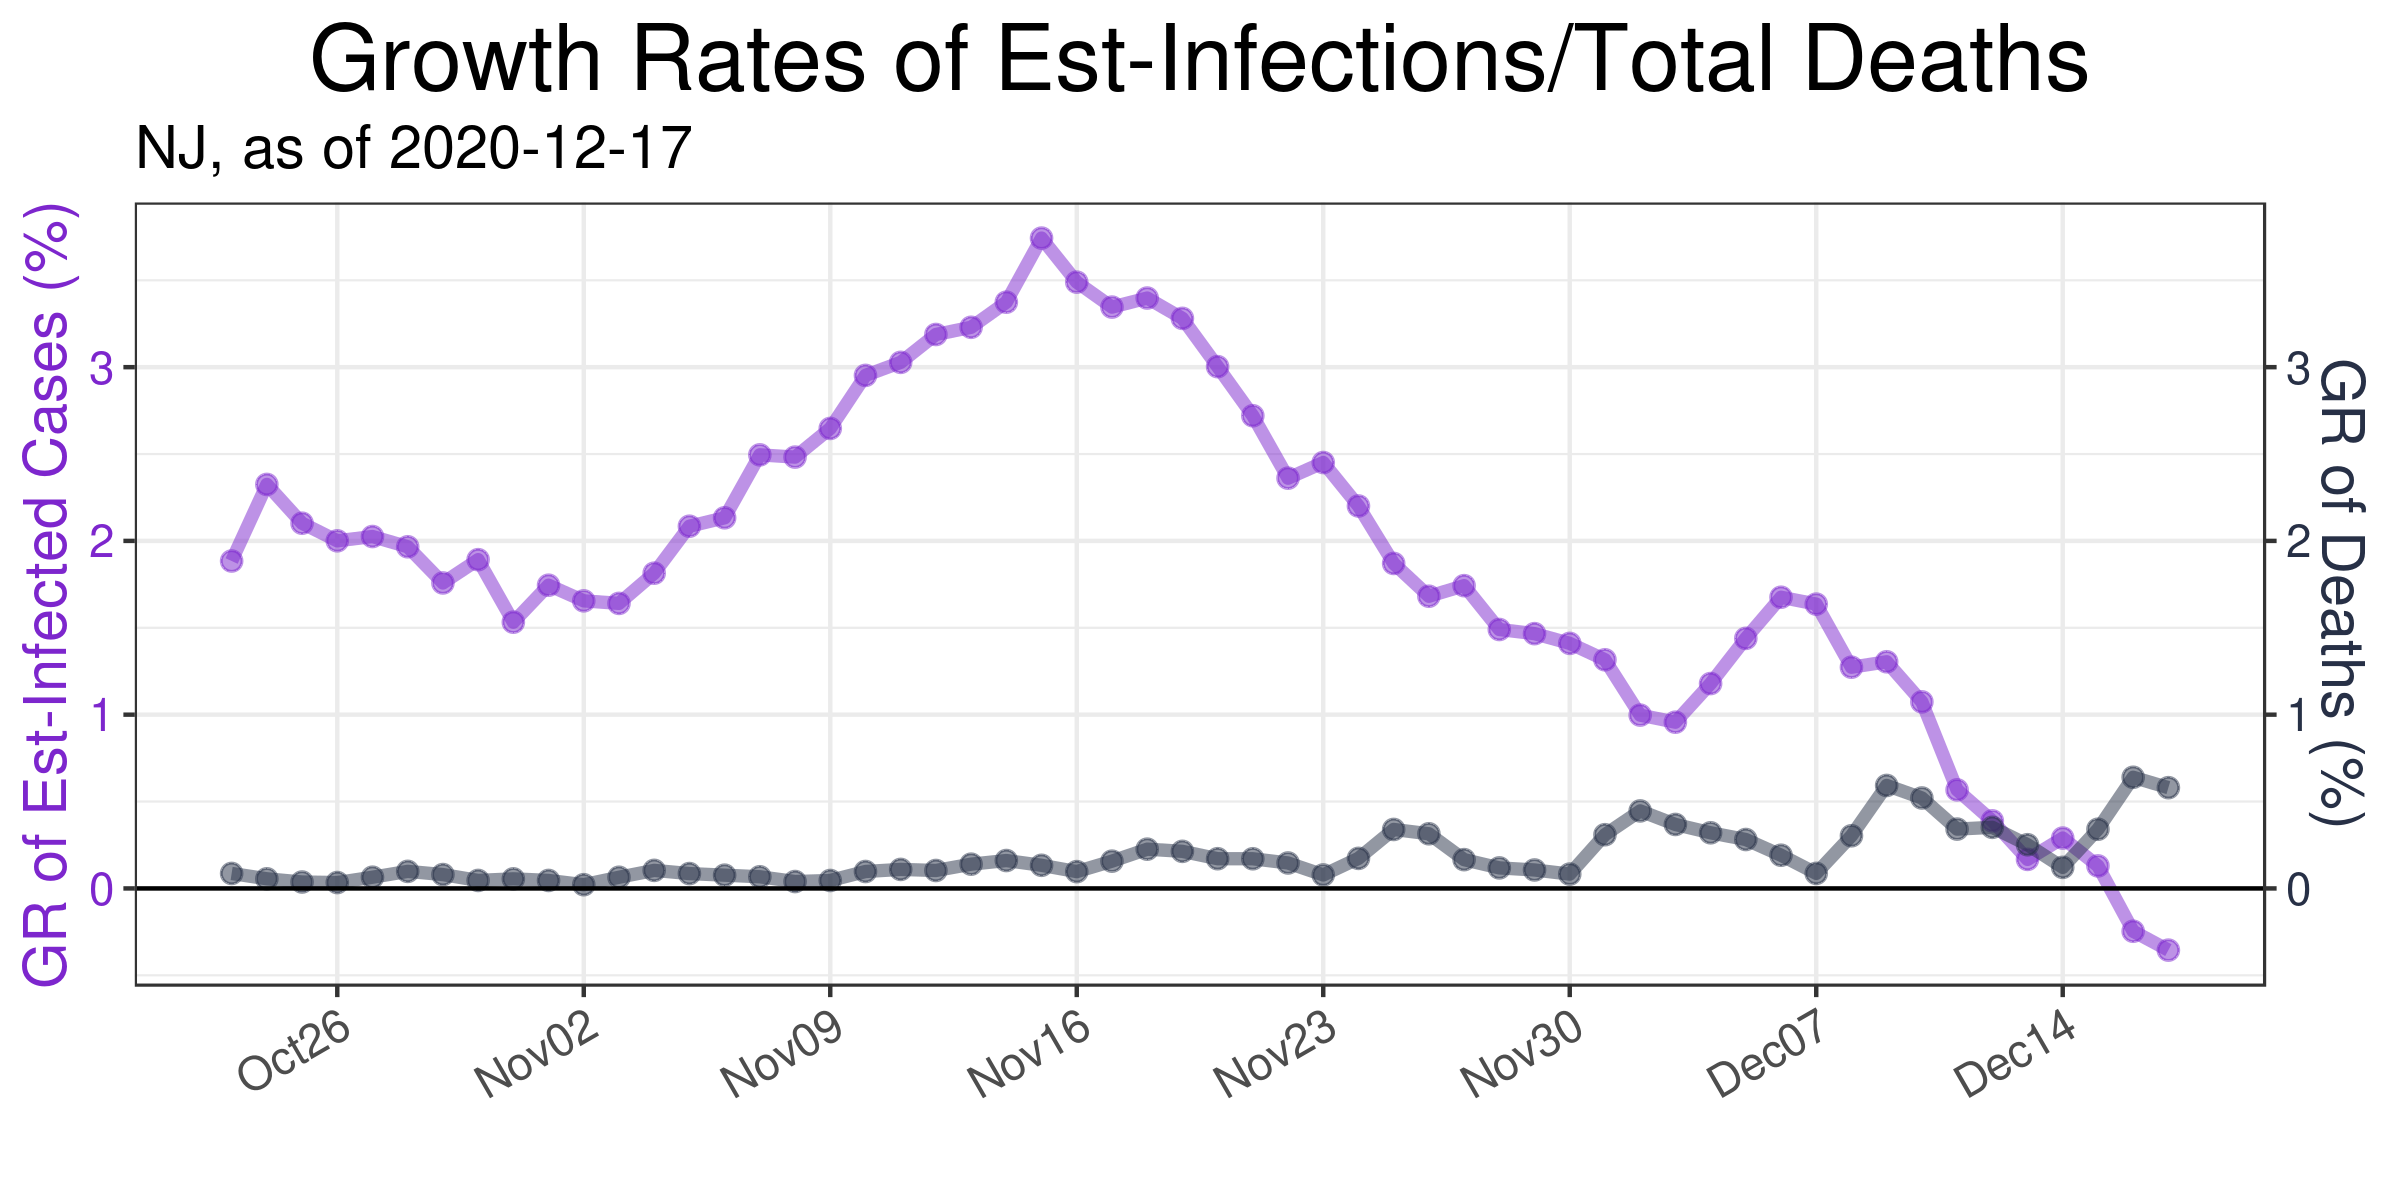 Growth Rates of Est-Infections/Total Deaths
NJ, as of 2020-12-17
GR of Est-Infected Cases (%)
3
2
1
0
3
2
1
0
GR of Deaths (%)
Oct26
Nov02
Nov09
Nov16
Nov23
Nov30
Dec07
Dec14